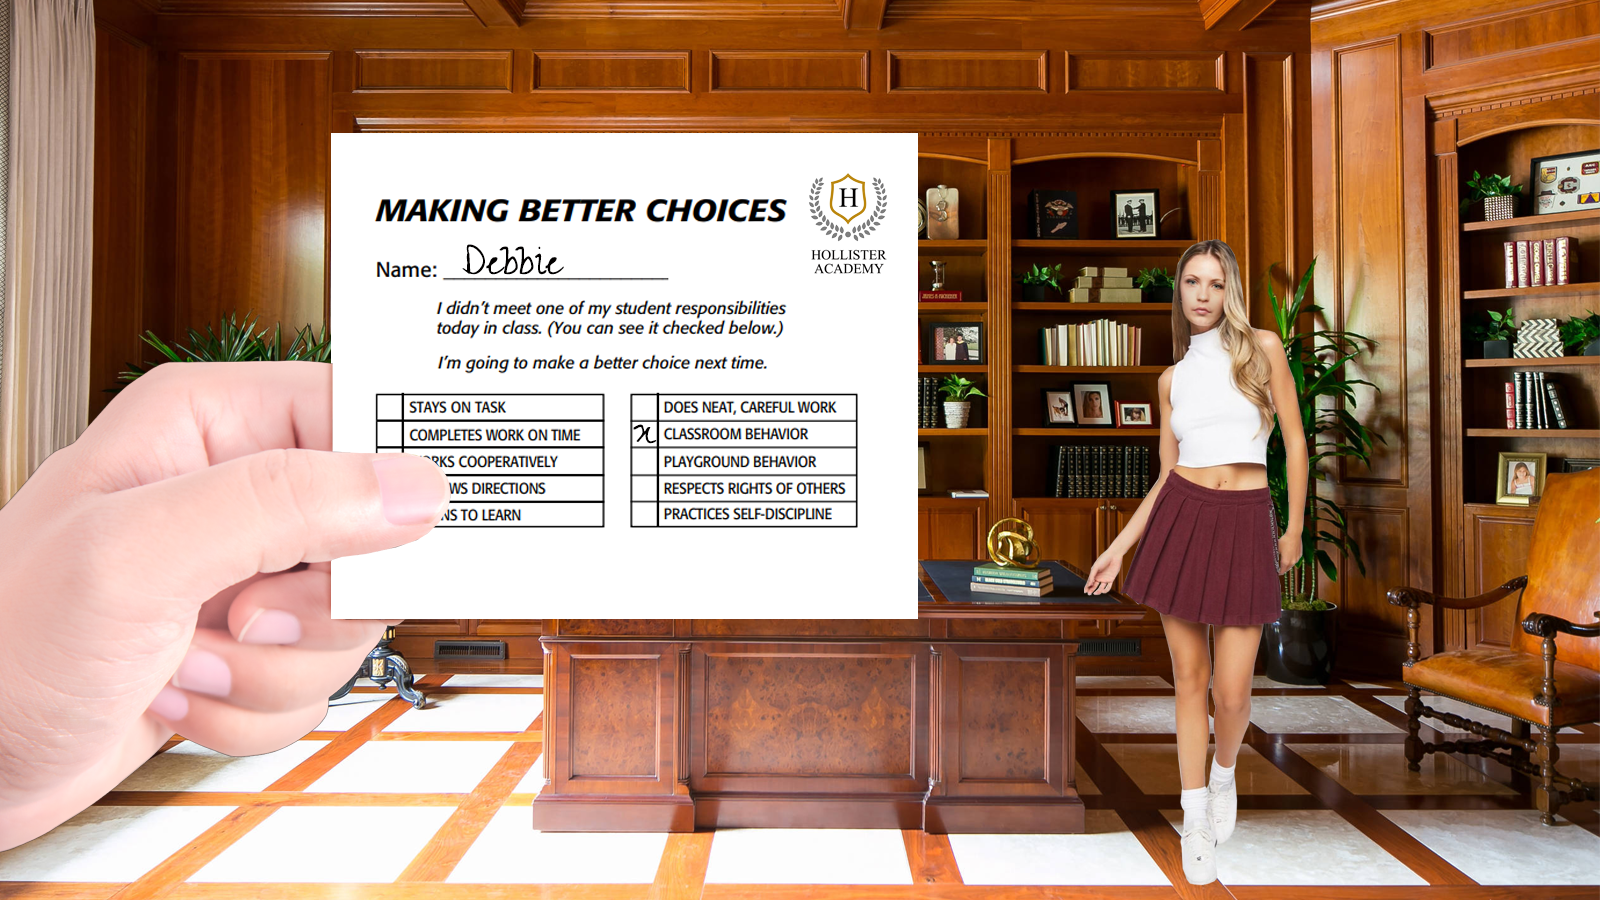 MAKING BETTER CHOICES
H
HOLLISTER
ACADEMY
Name: Debbie
I didn't meet one of my student responsibilities
today in class. (You can see it checked below.)
I'm going to make a better choice next time.
STAYS ON TASK
COMPLETES WORK ON TIME
RKS COOPERATIVELY
WS DIRECTIONS
NS TO LEARN
DOES NEAT, CAREFUL WORK
x CLASSROOM BEHAVIOR
PLAYGROUND BEHAVIOR
RESPECTS RIGHTS OF OTHERS
PRACTICES SELF-DISCIPLINE